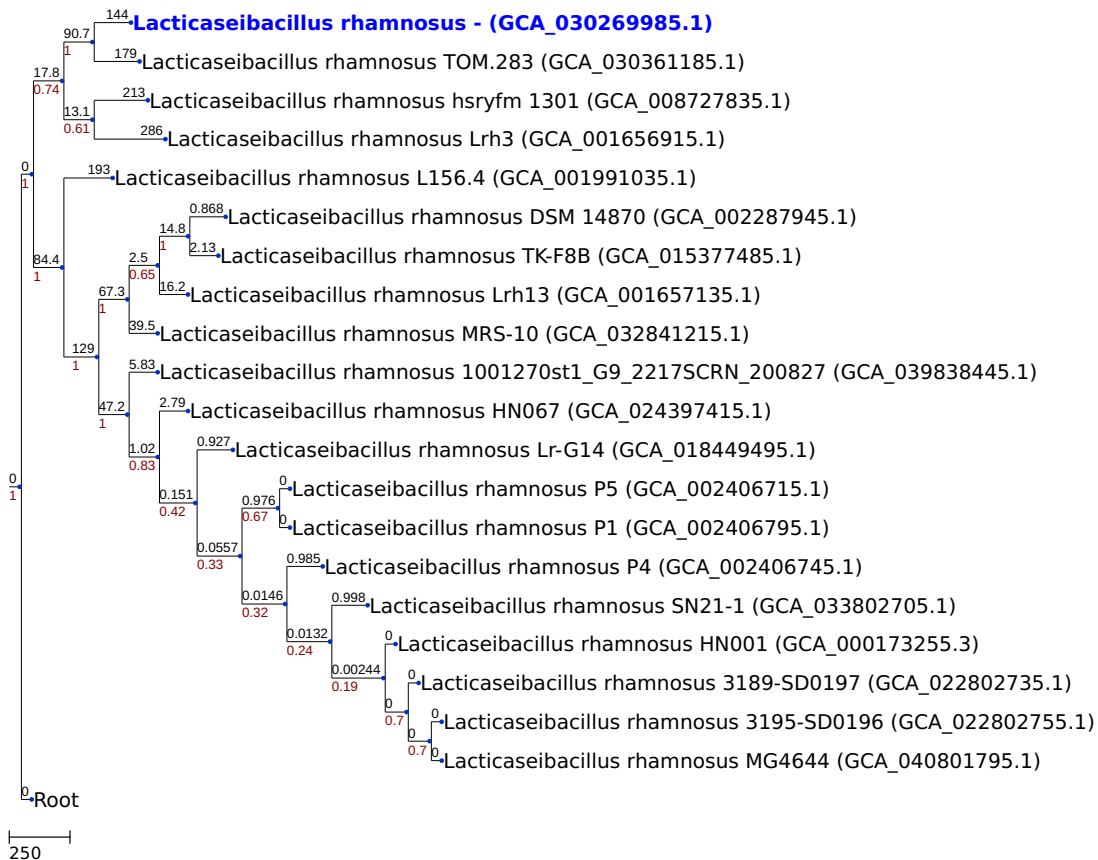 144
Lacticaseibacillus rhamnosus - (GCA_030269985.1)
90.7
1
179
Lacticaseibacillus rhamnosus TOM.283 (GCA_030361185.1)
17.8
0.74
213
Lacticaseibacillus rhamnosus hsryfm 1301 (GCA_008727835.1)
13.1
0.61
286
Lacticaseibacillus rhamnosus Lrh3 (GCA_001656915.1)
0
1
193
Lacticaseibacillus rhamnosus L156.4 (GCA_001991035.1)
0.868
Lacticaseibacillus rhamnosus DSM 14870 (GCA_002287945.1)
14.8
1
2.13
Lacticaseibacillus rhamnosus TK-F8B (GCA_015377485.1)
84.4
1
2.5
0.65
16.2
Lacticaseibacillus rhamnosus Lrh13 (GCA_001657135.1)
67.3
1
39.5
Lacticaseibacillus rhamnosus MRS-10 (GCA_032841215.1)
129
1
5.83
Lacticaseibacillus rhamnosus 1001270st1_G9_2217SCRN_200827 (GCA_039838445.1)
47.2
1
2.79
Lacticaseibacillus rhamnosus HN067 (GCA_024397415.1)
1.02
0.83
0.927
Lacticaseibacillus rhamnosus Lr-G14 (GCA_018449495.1)
0
1
0.151
0.42
0
Lacticaseibacillus rhamnosus P5 (GCA_002406715.1)
0.976
0.67
0
Lacticaseibacillus rhamnosus P1 (GCA_002406795.1)
0.0557
0.33
0.985
Lacticaseibacillus rhamnosus P4 (GCA_002406745.1)
0.0146
0.32
0.998
Lacticaseibacillus rhamnosus SN21-1 (GCA_033802705.1)
0.0132
0.24
0
Lacticaseibacillus rhamnosus HN001 (GCA_000173255.3)
0.00244
0.19
0
Lacticaseibacillus rhamnosus 3189-SD0197 (GCA_022802735.1)
0
0.7
0
Lacticaseibacillus rhamnosus 3195-SD0196 (GCA_022802755.1)
0
0.7
0
Lacticaseibacillus rhamnosus MG4644 (GCA_040801795.1)
0
Root
250